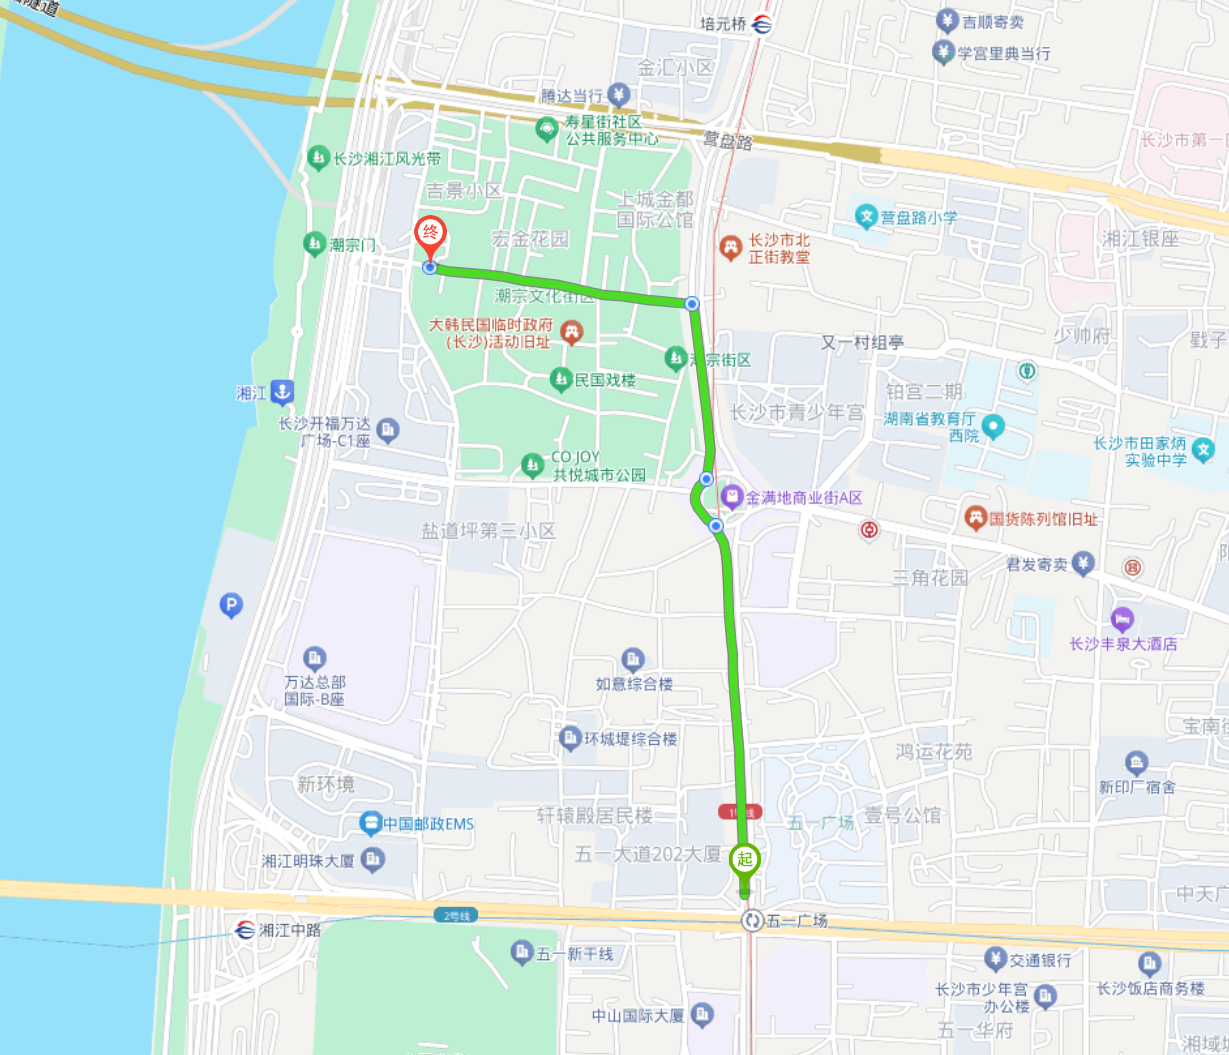 隧道
培元桥
吉顺寄卖
学宫里典当行
金汇小区
腾达当行
寿星街社区
公共服务中心
营盘路
长沙市第一
长沙湘江风光带
吉景小区
上城金都
国际公馆
营盘路小学
终
宏金花园
潮宗门
长沙市北
正街教堂
湘江银座
潮宗文化街区
大韩民国临时政府
(长沙)活动旧址
又一村组亭
少帅府
戥子
潮宗街区
民国戏楼
湘江
铂宫二期
长沙市青少年宫
长沙开福万达
广场-C1座
湖南省教育厅
西院
长沙市田家炳
实验中学
CO JOY
共悦城市公园
金满地商业街A区
国货陈列馆旧址
盐道坪第三小区
君发寄卖
三角花园
P
长沙丰泉大酒店
万达总部
国际-B座
如意综合楼
宝南街
环城堤综合楼
鸿运花苑
新环境
新印厂宿舍
1号线
轩辕殿居民楼
五一广场
壹号公馆
中国邮政EMS
起
五一大道202大厦
湘江明珠大厦
中天广
2号线
五一广场
湘江中路
五一新干线
交通银行
长沙市少年宫
办公楼
长沙饭店商务楼
中山国际大厦
五一华府
湘域城